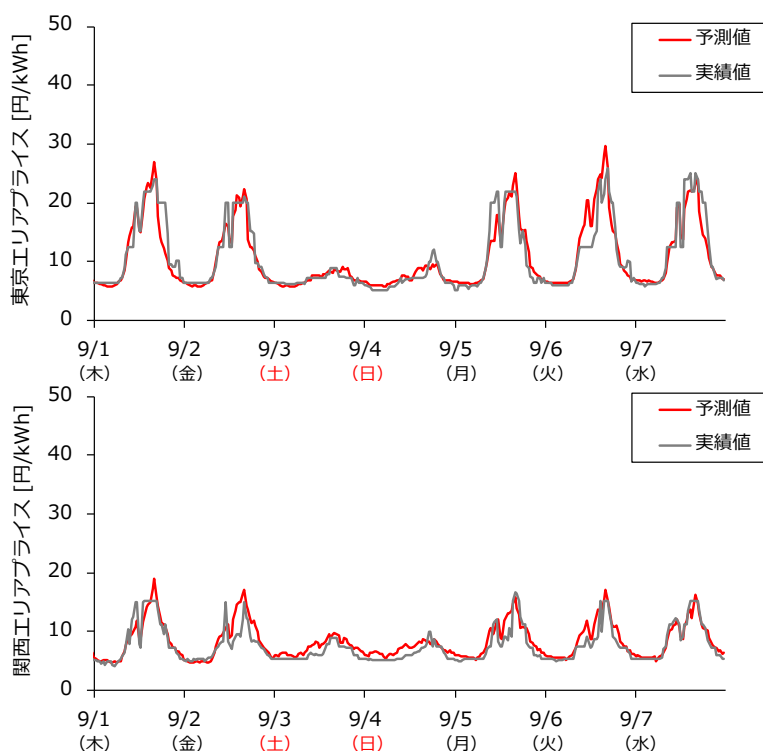 東京エリアプライス [円/kWh]
50
40
30
20
10
0
予測値
実績値
9/1 9/2 9/3 9/4 9/5 9/6 9/7
(木) (金) (土) (日) (月) (火) (水)
関西エリアプライス [円/kWh]
50
40
30
20
10
0
予測値
実績値
9/1 9/2 9/3 9/4 9/5 9/6 9/7
(木) (金) (土) (日) (月) (火) (水)